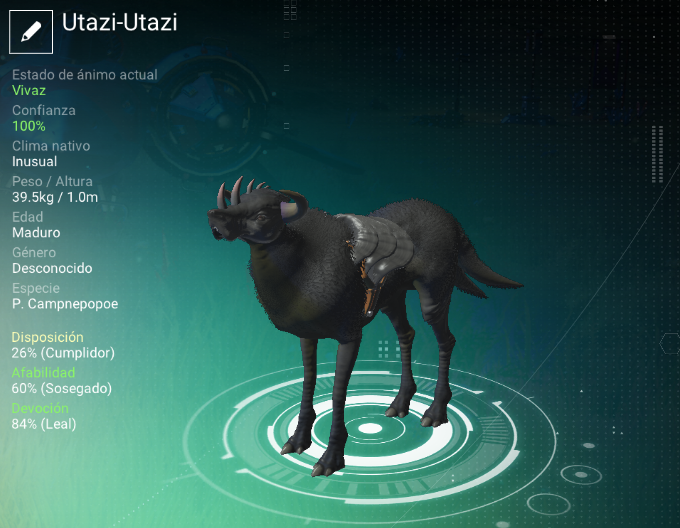 Utazi-Utazi
Estado de ánimo actual
Vivaz
Confianza
100%
Clima nativo
Inusual
Peso / Altura
39.5kg / 1.0m
Edad
Maduro
Género
Desconocido
Especie
P. Campnepopoe
Disposición
26% (Cumplidor)
Afabilidad
60% (Sosegado)
Devoción
84% (Leal)